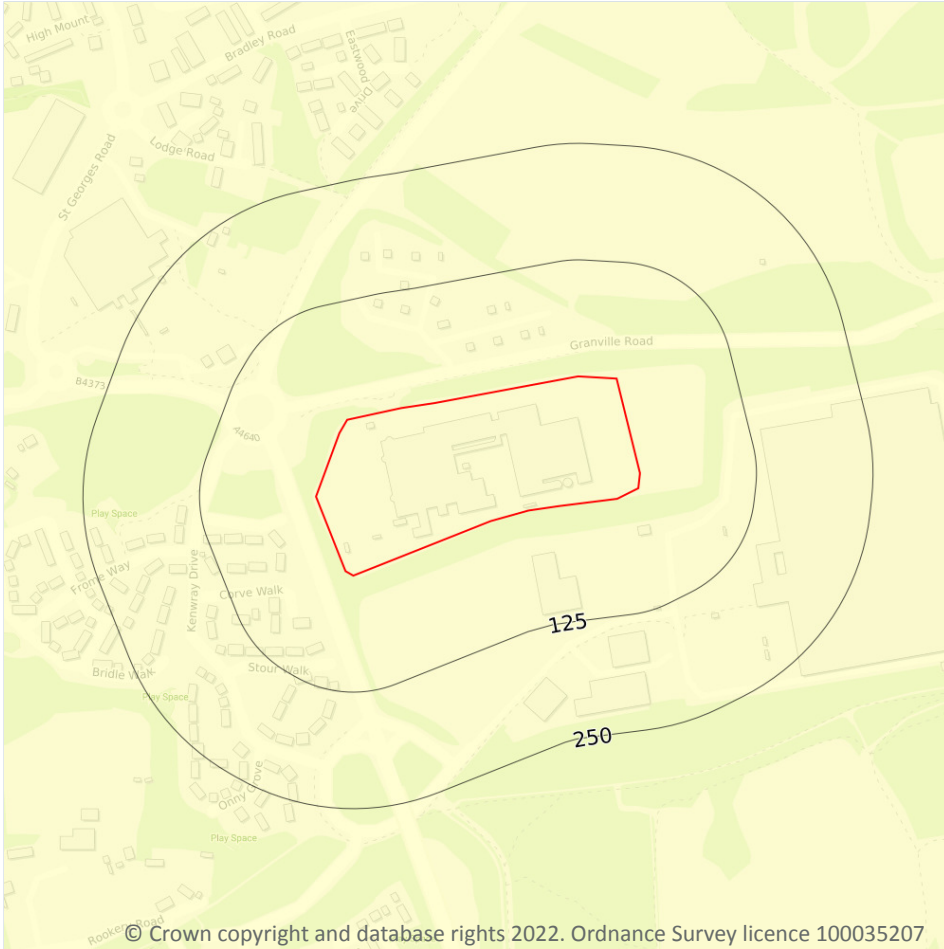 High Mount
Bradley Road
Eastwood Drive
Lodge Road
St Georges Road
Granville Road
B4373
44640
Play Space
Frome Way
Kenwray Drive
Corve Walk
125
Bridle Walk
Stour Walk
Play Space
250
Onny Grove
Play Space
Rookery Road
© Crown copyright and database rights 2022. Ordnance Survey licence 100035207